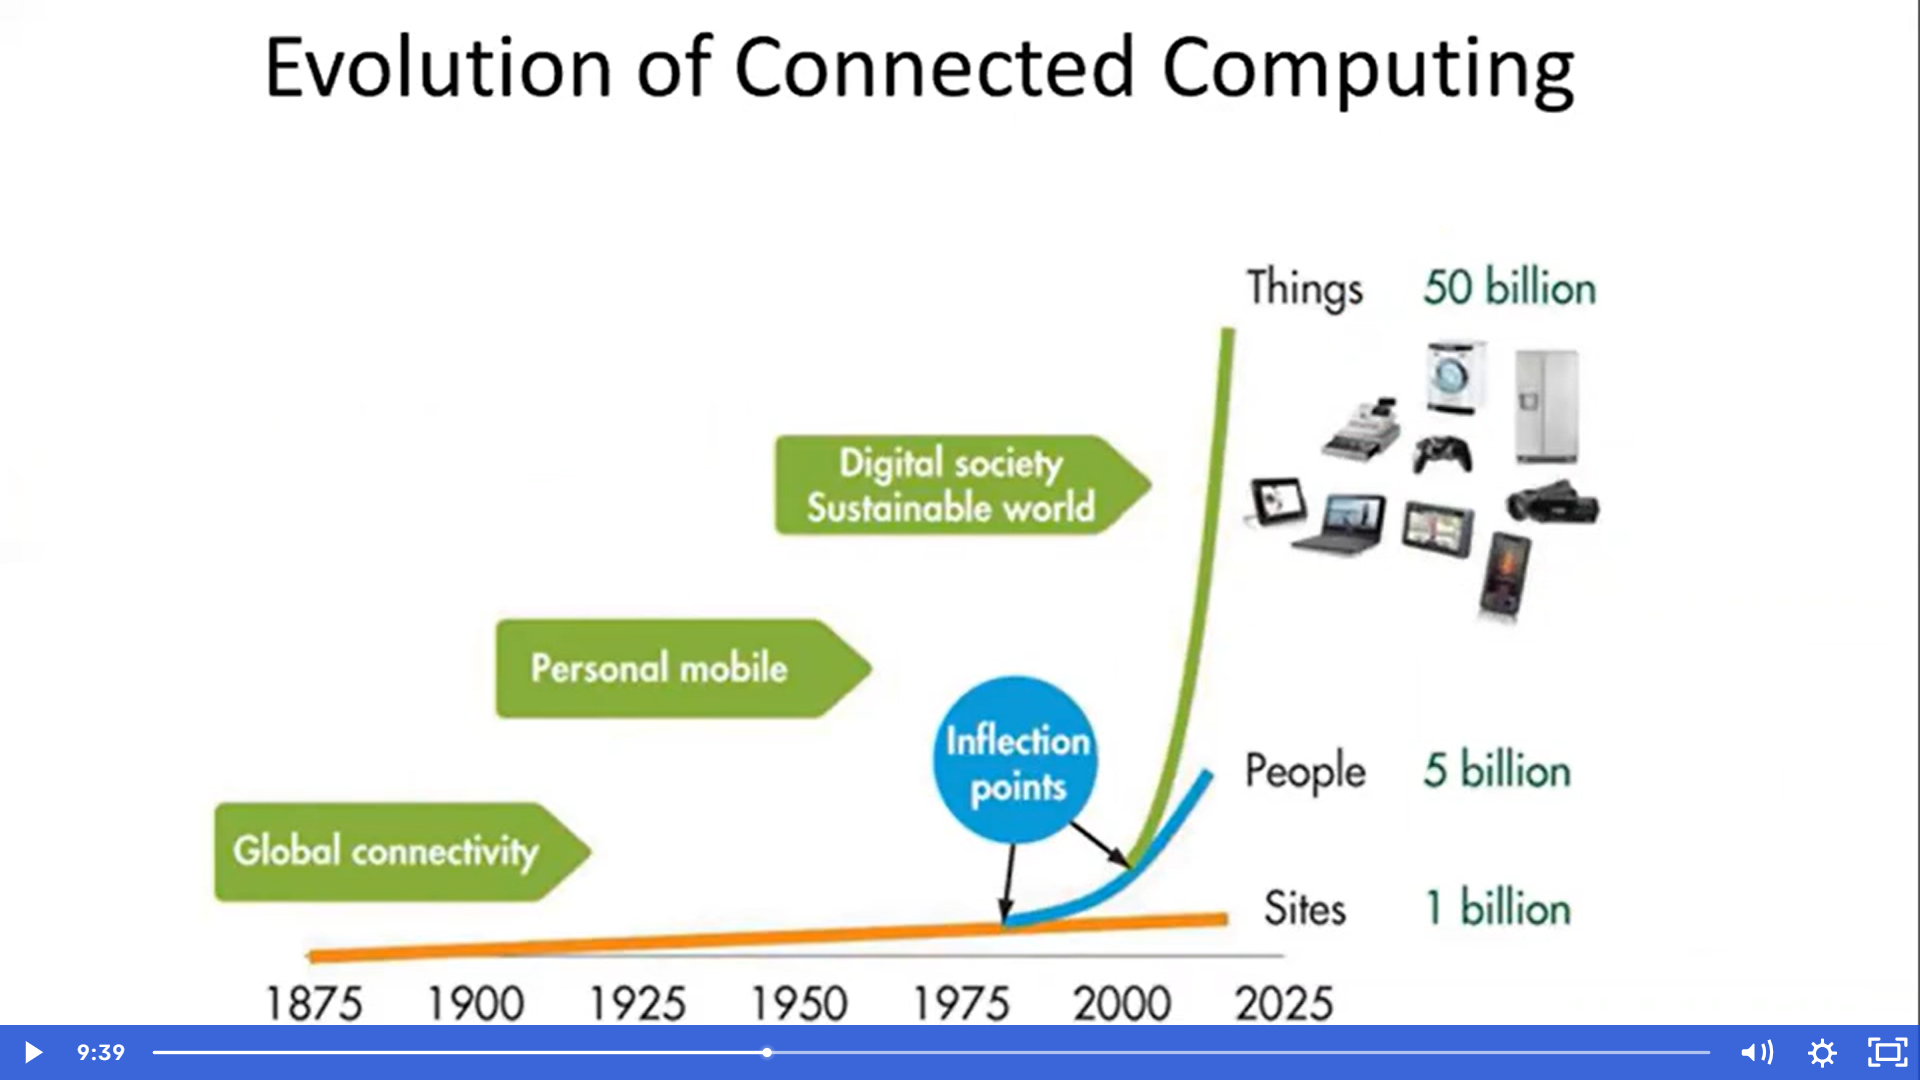 Evolution of Connected Computing
Things 50 billion
Digital society
Sustainable world
Personal mobile
Inflection
points
People 5 billion
Global connectivity
Sites 1 billion
1875 1900 1925 1950 1975 2000 2025
9:39